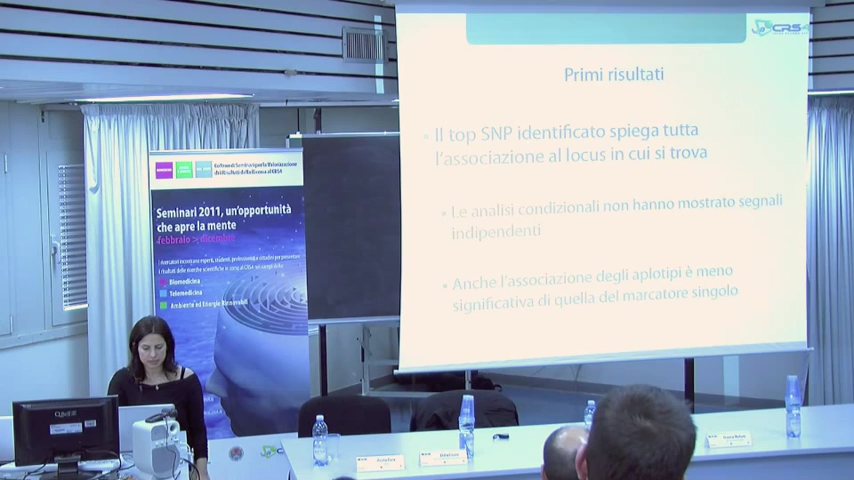 CRS4
Primi risultati
Il top SNP identificato spiega tutta
l'associazione al locus in cui si trova
Le analisi condizionali non hanno mostrato segnali
indipendenti
Anche l'associazione degli aplotipi è meno
significativa di quella del marcatore singolo
Seminari 2011, un'opportunità
che apre la mente
febbraio > dicembre
Biomedicina
Telemedicina
Ambiente ed Energie Rinnovabili